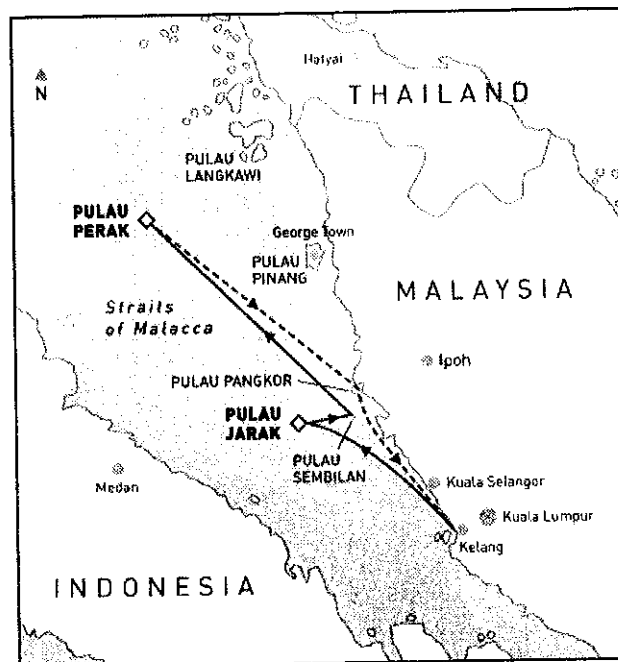 Hatyai
THAILAND
N
PULAU
LANGKAWI
PULAU
PERAK
George Town
PULAU
PINANG
MALAYSIA
Straits
of Malacca
Ipoh
PULAU PANGKOR
PULAU
JARAK
PULAU
SEMBILAN
Medan
Kuala Selangor
Kuala Lumpur
Kelang
INDONESIA